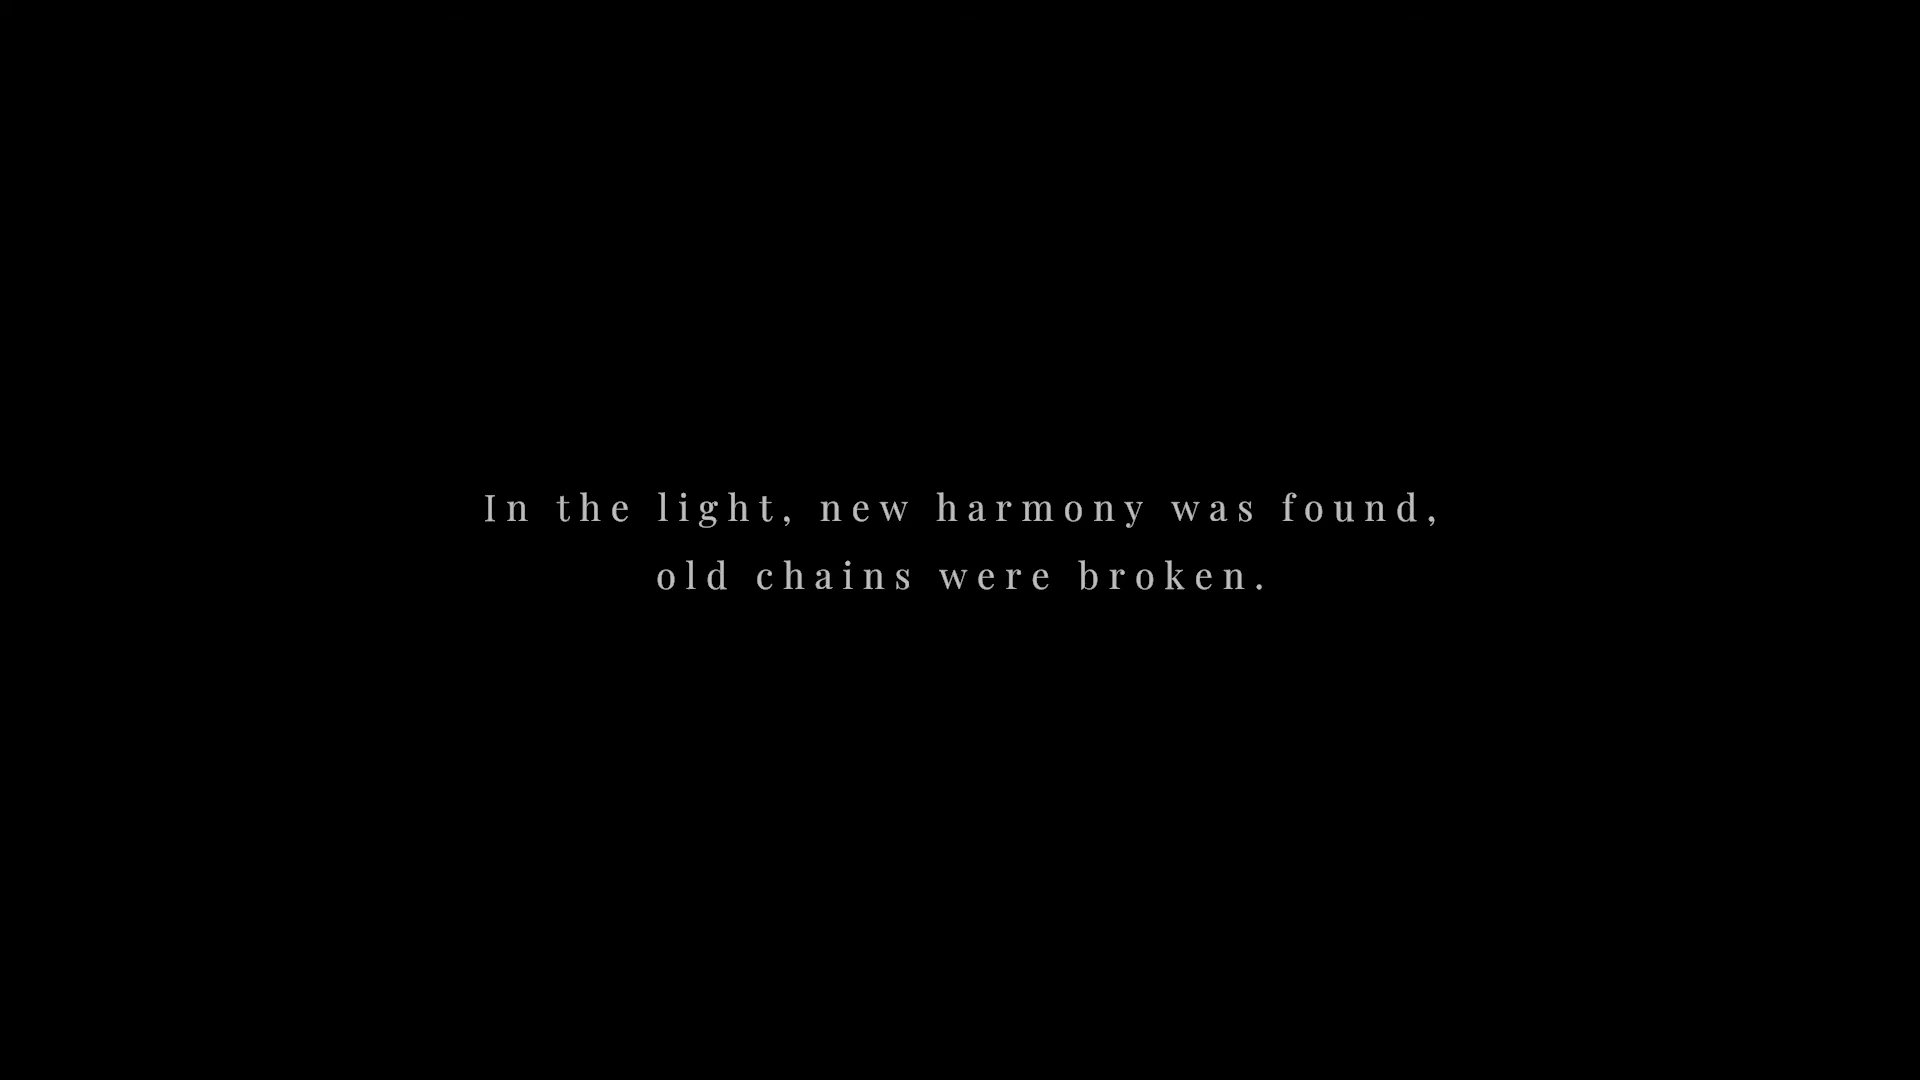 In the light, new harmony was found,
old chains were broken.